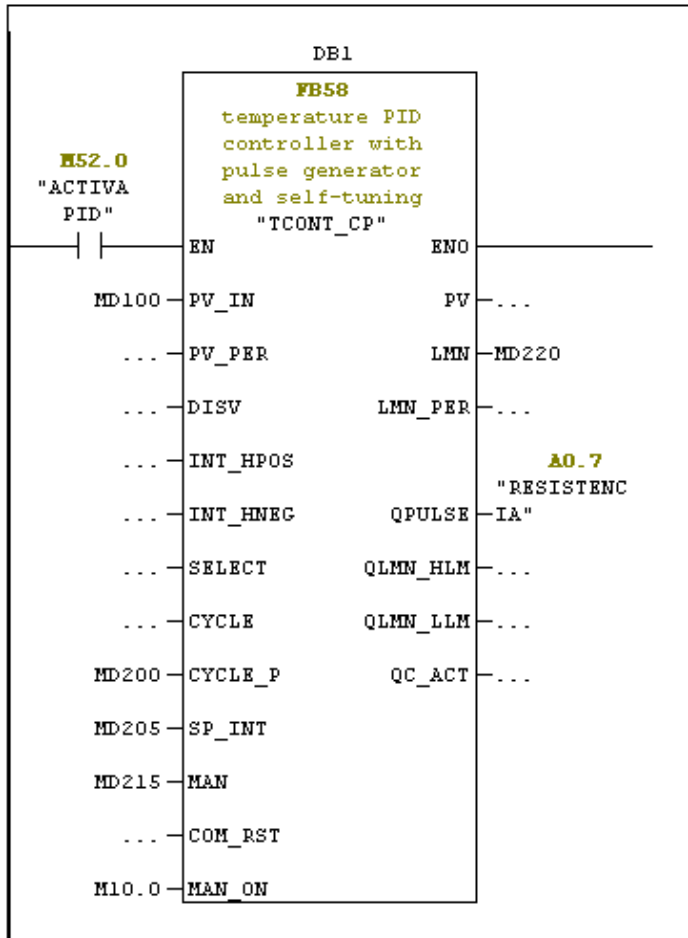 DB1
FB58
temperature PID
controller with
pulse generator
and self-tuning
"TCONT_CP"
M52.0
"ACTIVA
PID"
EN ENO
MD100 PV_IN PV ...
... PV_PER LMN MD220
... DISV LMN_PER ...
... INT_HPOS
A0.7
"RESISTENC
... INT_HNEG QPULSE IA"
... SELECT QLMN_HLM ...
... CYCLE QLMN_LLM ...
MD200 CYCLE_P QC_ACT ...
MD205 SP_INT
MD215 MAN
... COM_RST
M10.0 MAN_ON